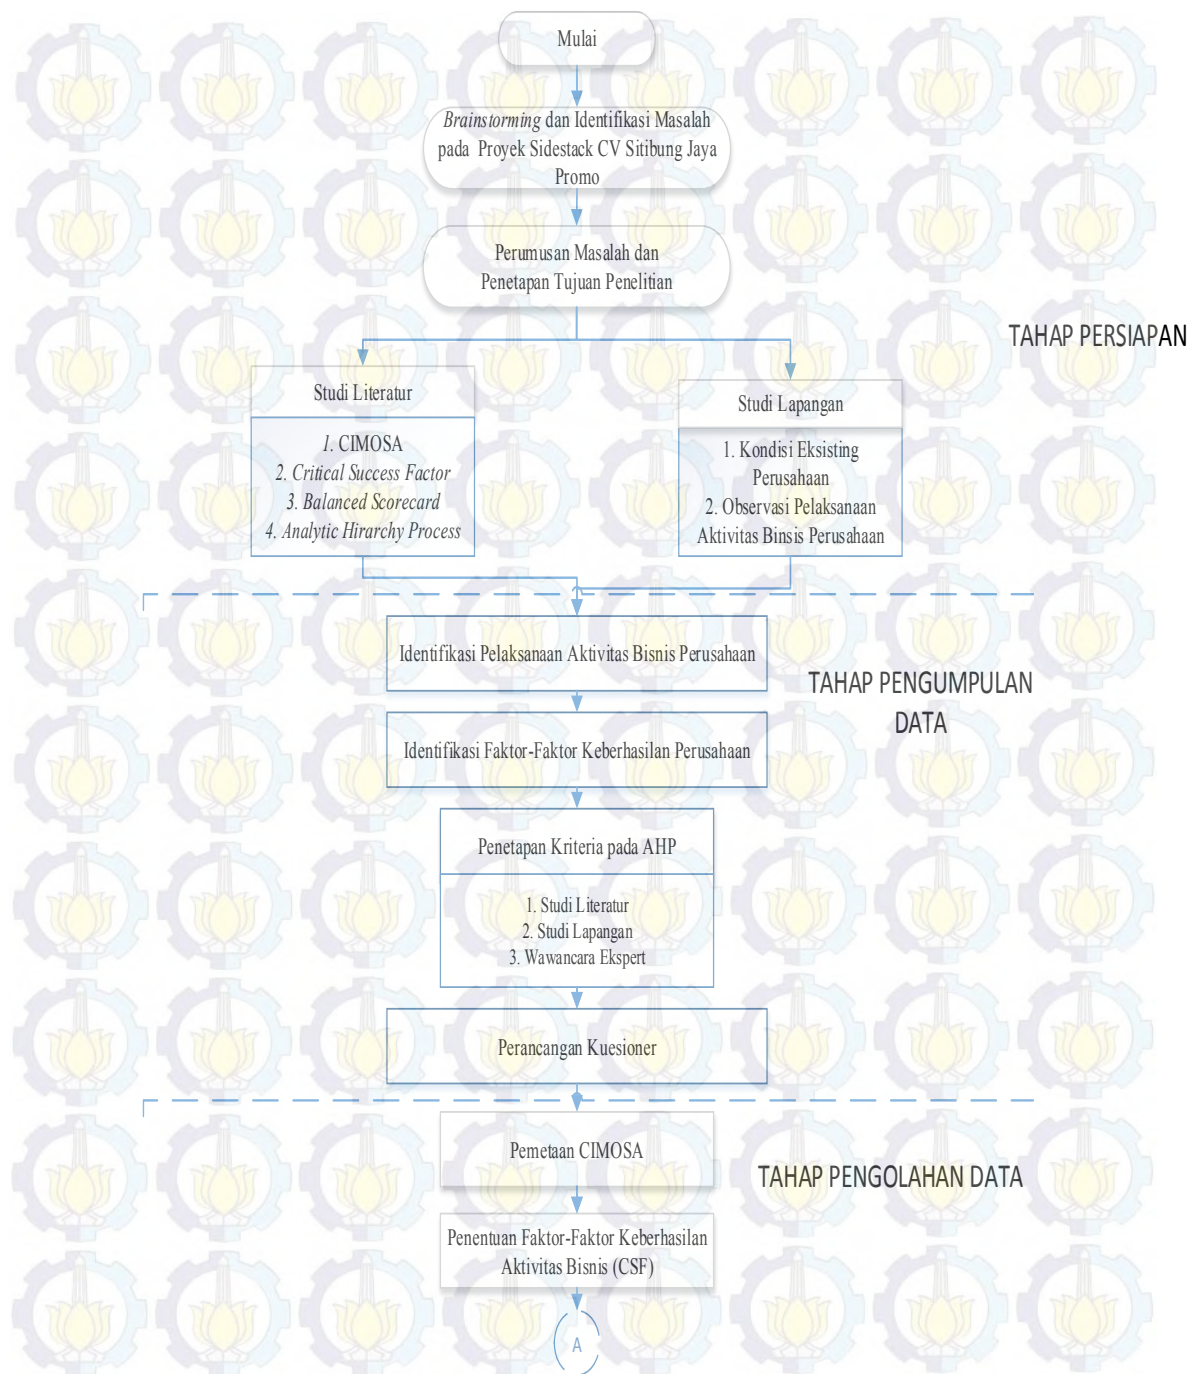 Mulai
Brainstorming dan Identifikasi Masalah
pada Proyek Sidestack CV Sitibung Jaya
Promo
Perumusan Masalah dan
Penetapan Tujuan Penelitian
TAHAP PERSIAPAN
Studi Literatur
1. CIMOSA
2. Critical Success Factor
3. Balanced Scorecard
4. Analytic Hirarchy Process
Studi Lapangan
1. Kondisi Eksisting
Perusahaan
2. Observasi Pelaksanaan
Aktivitas Binsis Perusahaan
Identifikasi Pelaksanaan Aktivitas Bisnis Perusahaan
TAHAP PENGUMPULAN
DATA
Identifikasi Faktor-Faktor Keberhasilan Perusahaan
Penetapan Kriteria pada AHP
1. Studi Literatur
2. Studi Lapangan
3. Wawancara Ekspert
Perancangan Kuesioner
Pemetaan CIMOSA
TAHAP PENGOLAHAN DATA
Penentuan Faktor-Faktor Keberhasilan
Aktivitas Bisnis (CSF)
A